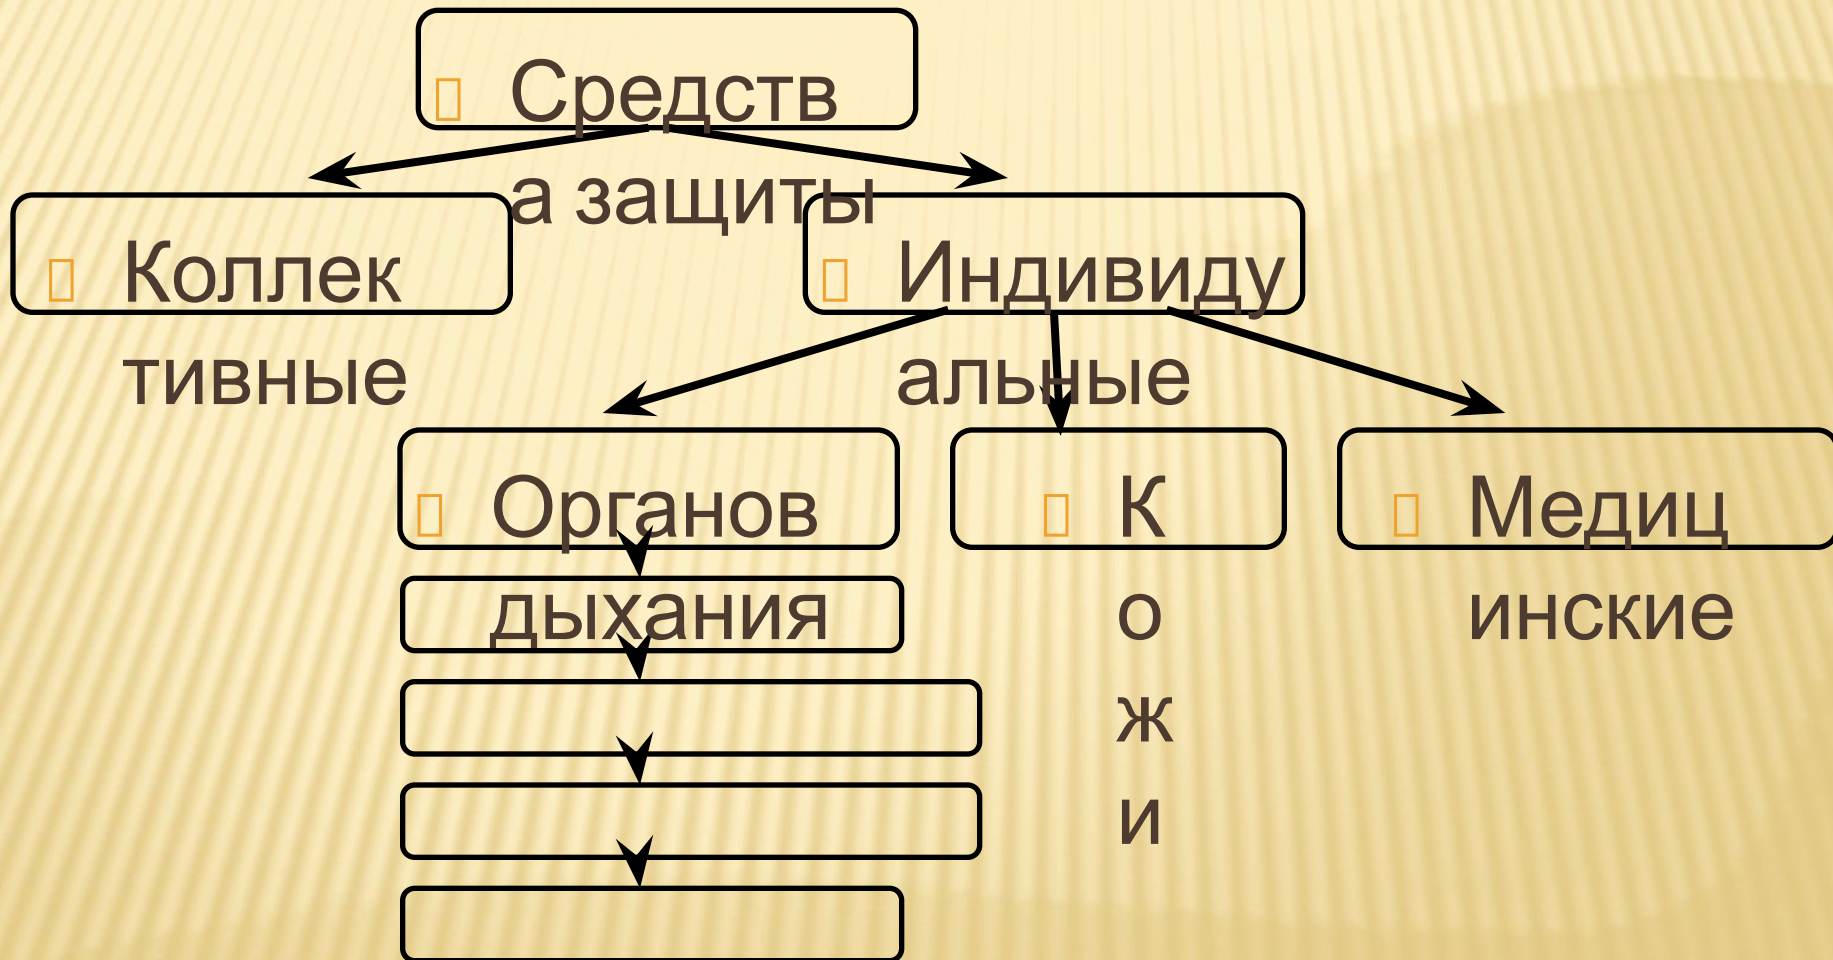 Средств
а защиты
Коллек
тивные
Индивиду
альные
Органов
дыхания
К
о
ж
и
Медиц
инские